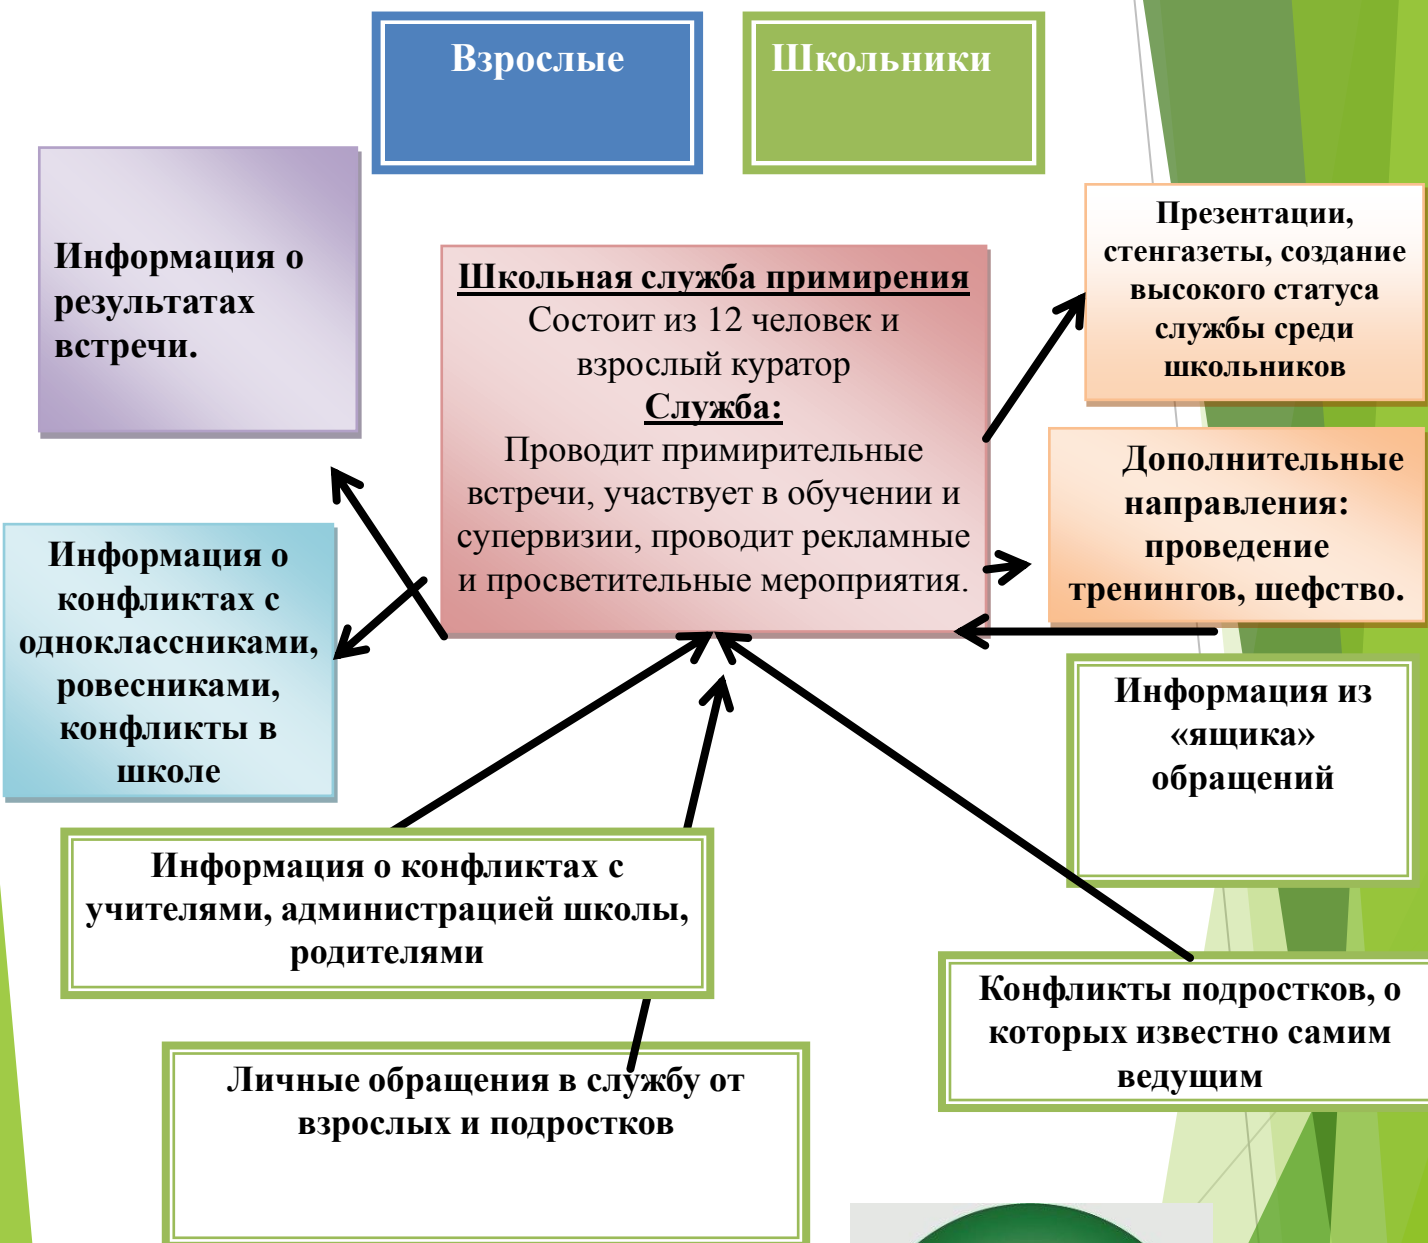 Взрослые
Школьники
Информация о
результатах
встречи.
Школьная служба примирения
Состоит из 12 человек и
взрослый куратор
Служба:
Проводит примирительные
встречи, участвует в обучении и
супервизии, проводит рекламные
и просветительные мероприятия.
Презентации,
стенгазеты, создание
высокого статуса
службы среди
школьников
Дополнительные
направления:
проведение
тренингов, шефство.
Информация о
конфликтах с
одноклассниками,
ровесниками,
конфликты в
школе
Информация из
«ящика»
обращений
Информация о конфликтах с
учителями, администрацией школы,
родителями
Конфликты подростков, о
которых известно самим
ведущим
Личные обращения в службу от
взрослых и подростков